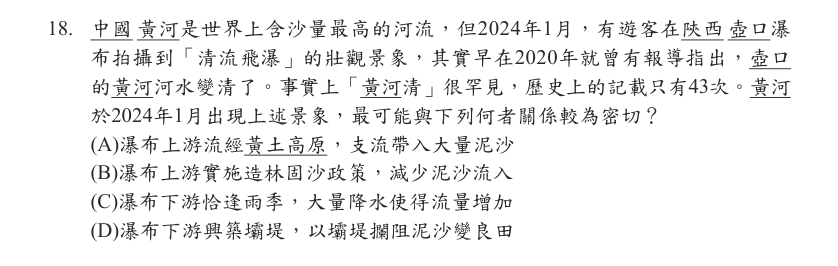 18. 中國 黃河是世界上含沙量最高的河流，但2024年1月，有遊客在陝西 壺口瀑
布拍攝到「清流飛瀑」的壯觀景象，其實早在2020年就曾有報導指出，壺口
的黃河河水變清了。事實上「黃河清」很罕見，歷史上的記載只有43次。黃河
於2024年1月出現上述景象，最可能與下列何者關係較為密切？
(A)瀑布上游流經黃土高原，支流帶入大量泥沙
(B)瀑布上游實施造林固沙政策，減少泥沙流入
(C)瀑布下游恰逢雨季，大量降水使得流量增加
(D)瀑布下游興築壩堤，以壩堤攔阻泥沙變良田